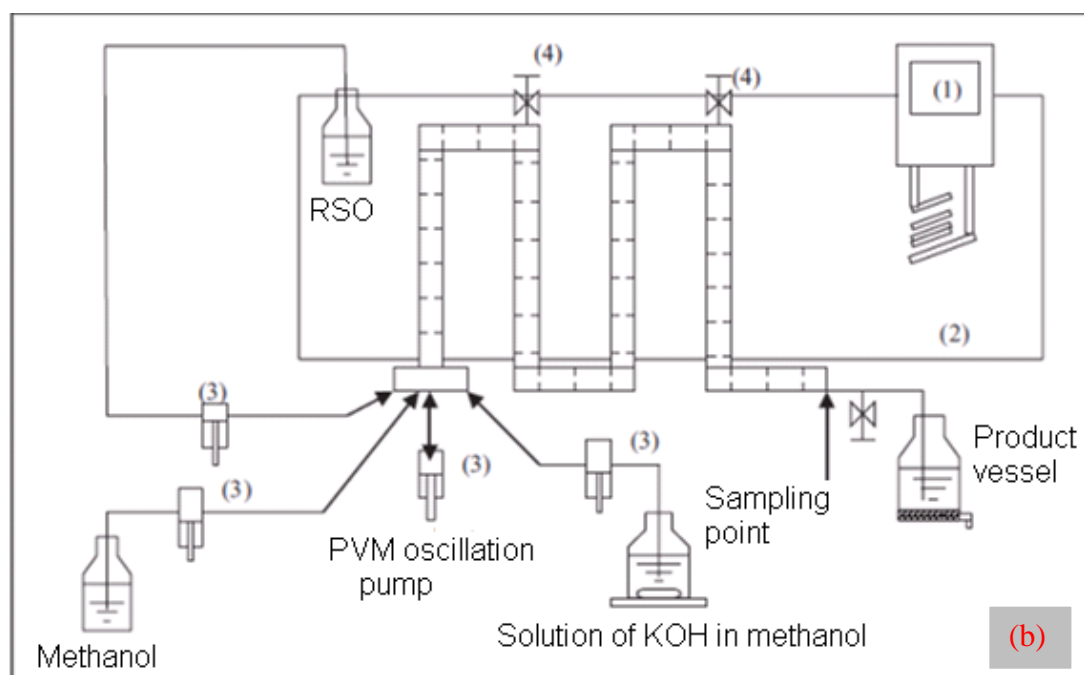 (4)
(4)
(1)
RSO
(2)
(3)
(3)
(3)
(3)
Product
vessel
Sampling
point
PVM oscillation
pump
Solution of KOH in methanol
Methanol
(b)